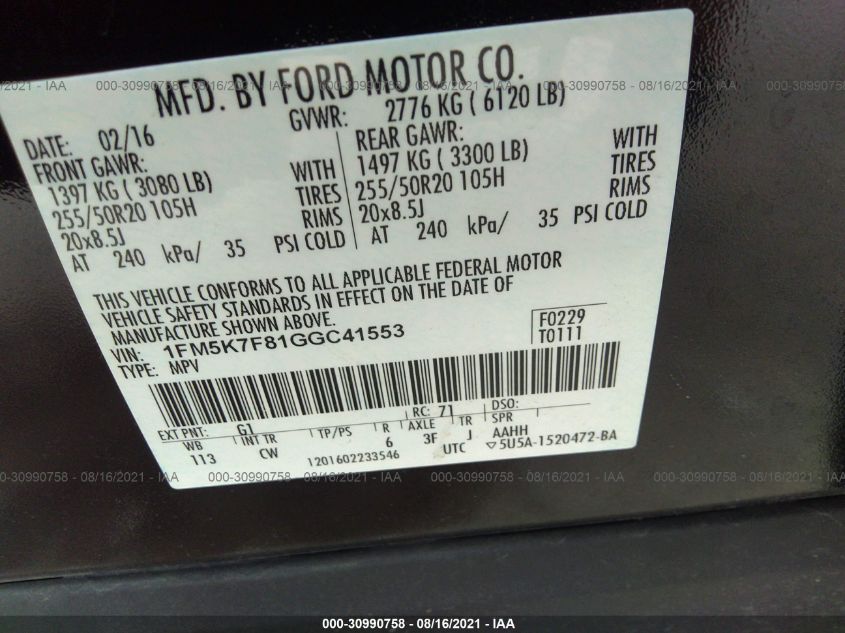 MFD. BY FORD MOTOR CO.
DATE: 02/16 GVWR: 2776 KG ( 6120 LB)
FRONT GAWR: REAR GAWR:
1397 KG ( 3080 LB) WITH 1497 KG ( 3300 LB) WITH
255/50R20 105H TIRES 255/50R20 105H TIRES
20x8.5J RIMS 20x8.5J RIMS
AT 240 kPa/ 35 PSI COLD AT 240 kPa/ 35 PSI COLD
THIS VEHICLE CONFORMS TO ALL APPLICABLE FEDERAL MOTOR
VEHICLE SAFETY STANDARDS IN EFFECT ON THE DATE OF
MANUFACTURE SHOWN ABOVE.
VIN: 1FM5K7F81GGC41553
TYPE: MPV
F0229
T0111
EXT PNT: G1 RC: 71 DSO:
WB INT TR TP/PS R AXLE TR SPR
113 CW 6 3F J AAHH
1201602233546 UTC ▽5U5A-1520472-BA
000-30990758 - 08/16/2021 - IAA